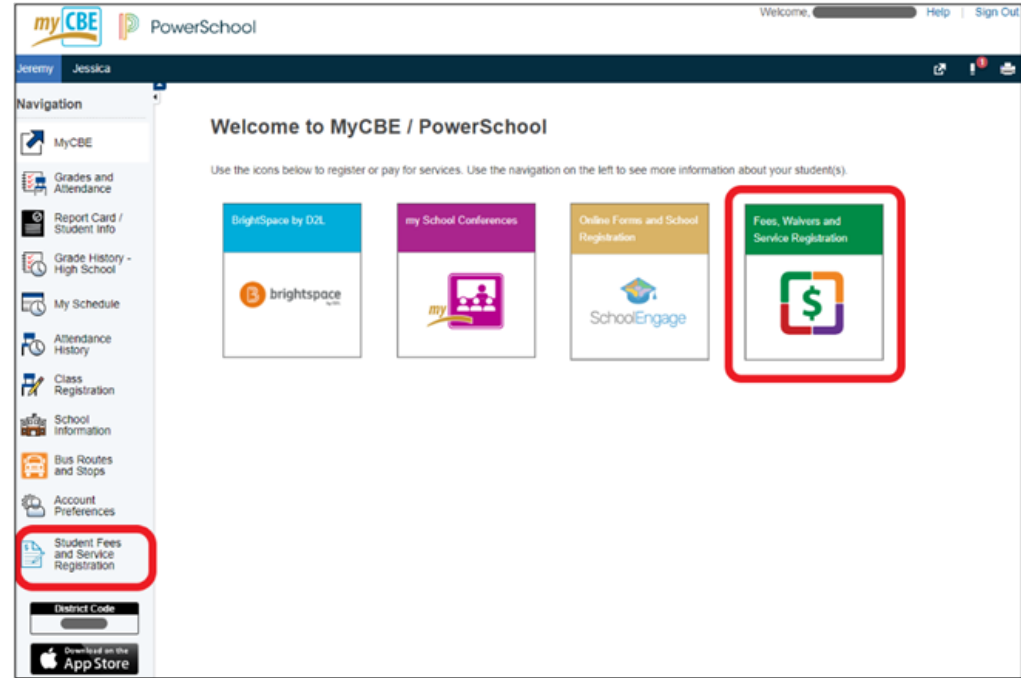 my CBE PowerSchool
Welcome, Help | Sign Out
Jeremy Jessica
Navigation
MyCBE
Grades and
Attendance
Report Card /
Student Info
Grade History -
High School
My Schedule
Attendance
History
Class
Registration
School
Information
Bus Routes
and Stops
Account
Preferences
Student Fees
and Service
Registration
District Code
Download on the
App Store
Welcome to MyCBE / PowerSchool
Use the icons below to register or pay for services. Use the navigation on the left to see more information about your student(s).
BrightSpace by D2L
brightspace
my School Conferences
my
Online Forms and School
Registration
SchoolEngage
Fees, Waivers and
Service Registration
$